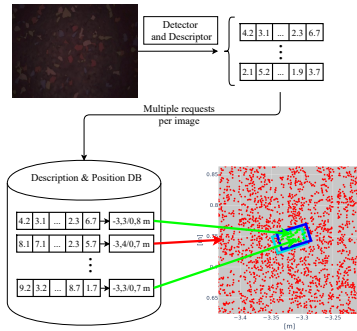 Detector
and Descriptor
4.2 3.1 ... 2.3 6.7
2.1 5.2 ... 1.9 3.7
Multiple requests
per image
Description & Position DB
4.2 3.1 ... 2.3 6.7 -3,3/0,8 m
8.1 7.1 ... 2.3 5.7 -3,4/0,7 m
9.2 3.2 ... 8.7 1.7 -3,3/0,7 m
0.85
0.65
−3.4 −3.35 −3.3 −3.25
[m]